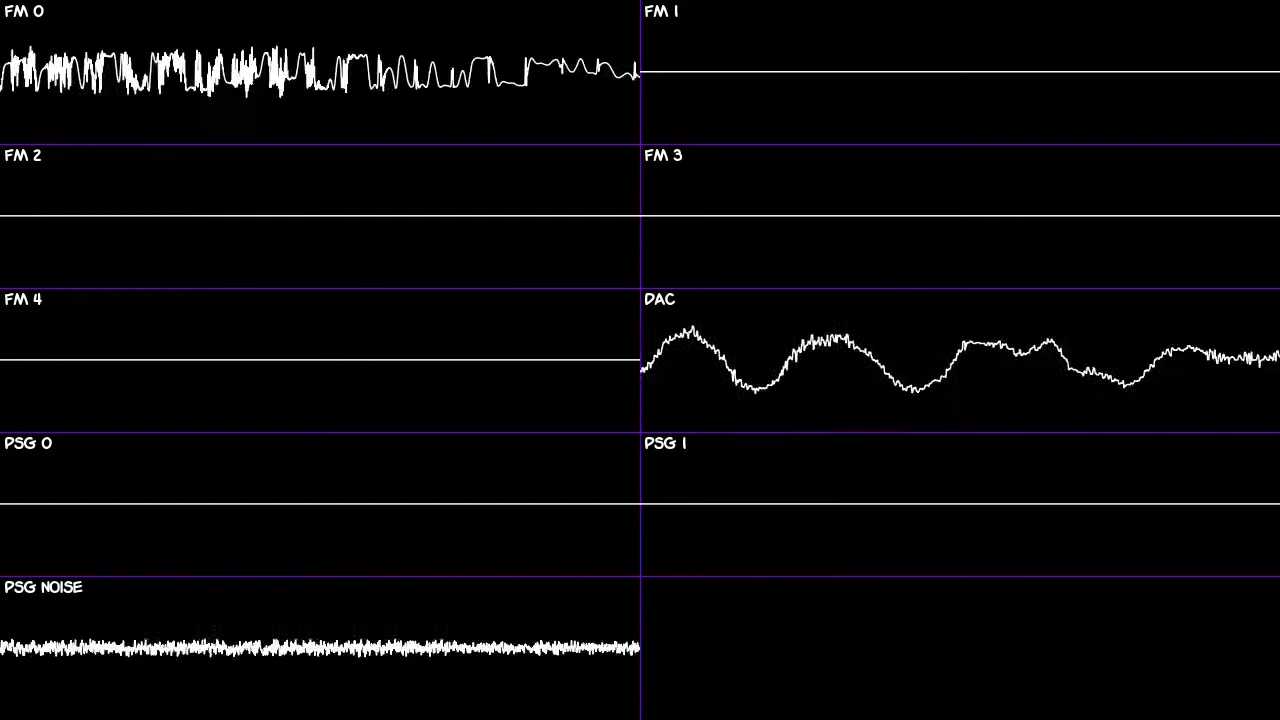 FM 0
FM 1
FM 2
FM 3
FM 4
DAC
PSG 0
PSG 1
PSG NOISE